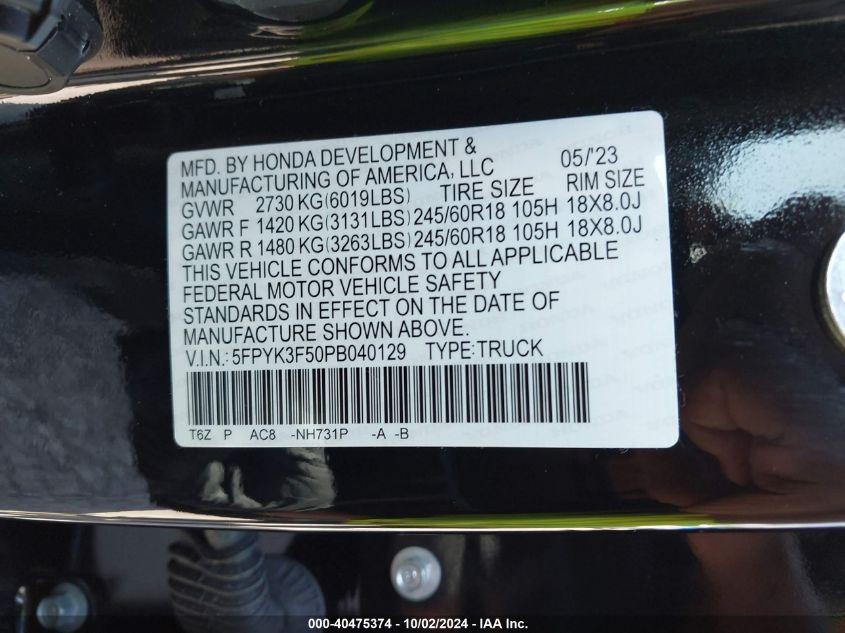 MFD. BY HONDA DEVELOPMENT & 05/'23
MANUFACTURING OF AMERICA, LLC
GVWR 2730 KG(6019LBS) TIRE SIZE RIM SIZE
GAWR F 1420 KG(3131LBS) 245/60R18 105H 18X8.0J
GAWR R 1480 KG(3263LBS) 245/60R18 105H 18X8.0J
THIS VEHICLE CONFORMS TO ALL APPLICABLE
FEDERAL MOTOR VEHICLE SAFETY
STANDARDS IN EFFECT ON THE DATE OF
MANUFACTURE SHOWN ABOVE.
V.I.N.: 5FPYK3F50PB040129 TYPE:TRUCK
T6Z P AC8 -NH731P -A -B
000-40475374 - 10/02/2024 - IAA Inc.